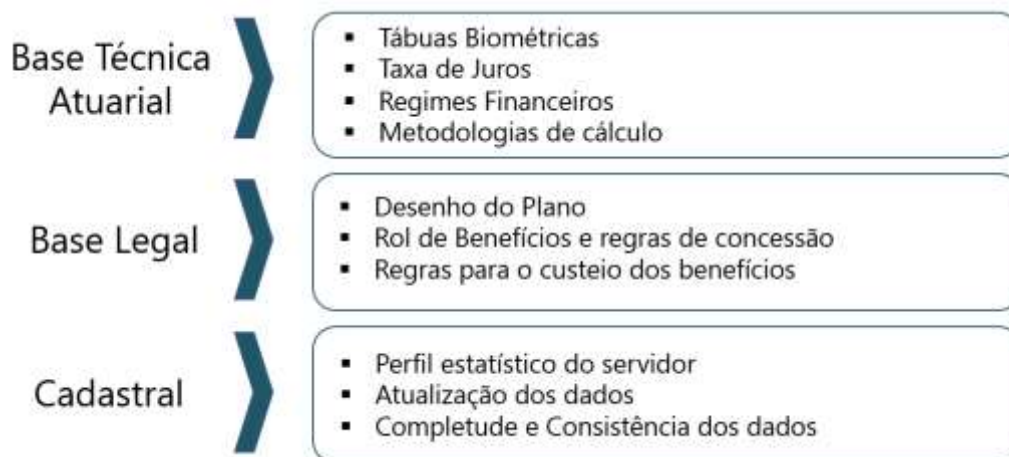 Base Técnica
Atuarial
▪ Tábuas Biométricas
▪ Taxa de Juros
▪ Regimes Financeiros
▪ Metodologias de cálculo
Base Legal
▪ Desenho do Plano
▪ Rol de Benefícios e regras de concessão
▪ Regras para o custeio dos benefícios
Cadastral
▪ Perfil estatístico do servidor
▪ Atualização dos dados
▪ Completude e Consistência dos dados